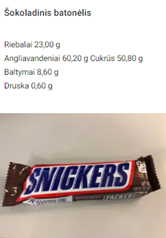 Šokoladinis batonėlis
Riebalai 23,00 g
Angliavandeniai 60,20 g Cukrūs 50,80 g
Baltymai 8,60 g
Druska 0,60 g
SNICKERS